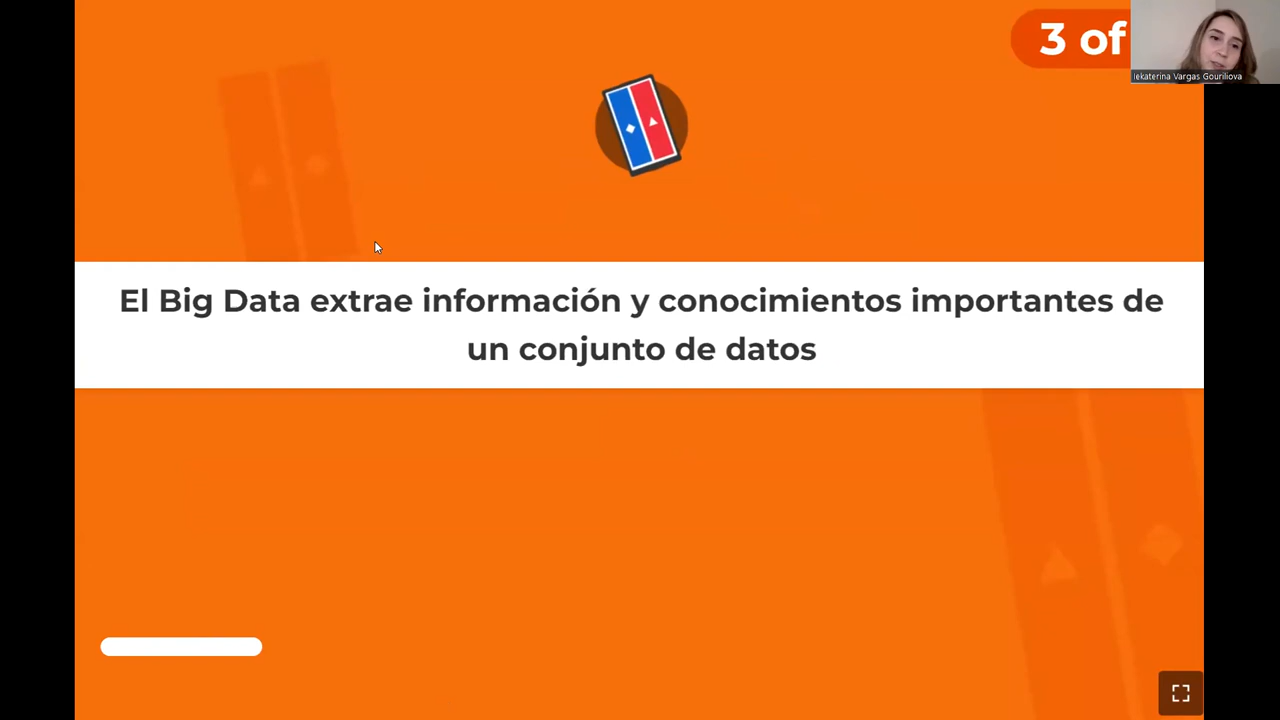 3 of
Iekaterina Vargas Gouriliova
El Big Data extrae información y conocimientos importantes de
un conjunto de datos